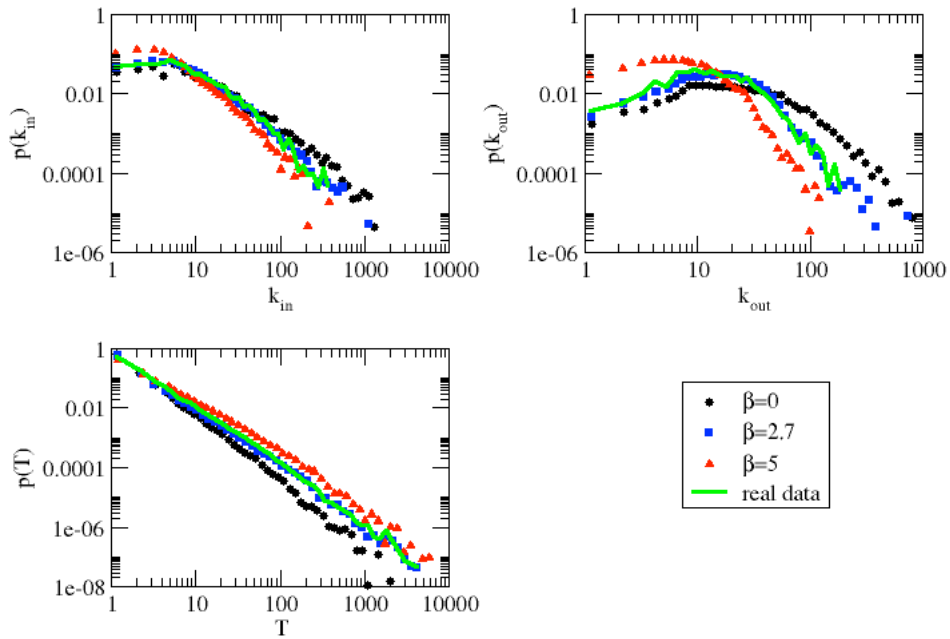 1
0.01
0.0001
1e-06
p(k_in)
1 10 100 1000 10000
k_in
1
0.01
0.0001
1e-06
p(k_out)
1 10 100 1000
k_out
1
0.01
0.0001
1e-06
1e-08
p(T)
1 10 100 1000 10000
T
β=0
β=2.7
β=5
real data